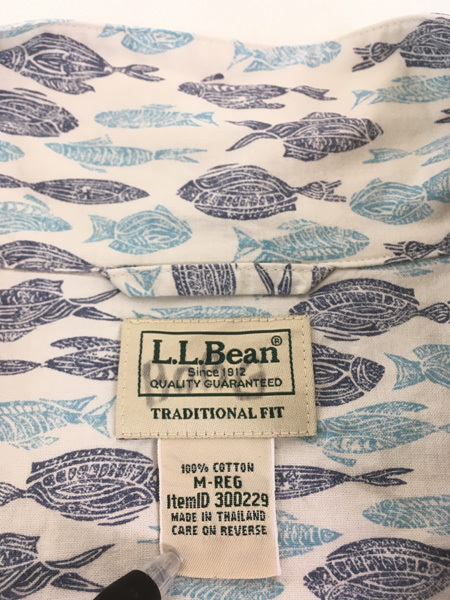 L.L.Bean®
Since 1912
QUALITY GUARANTEED
TRADITIONAL FIT
100% COTTON
M-REG
ItemID 300229
MADE IN THAILAND
CARE ON REVERSE